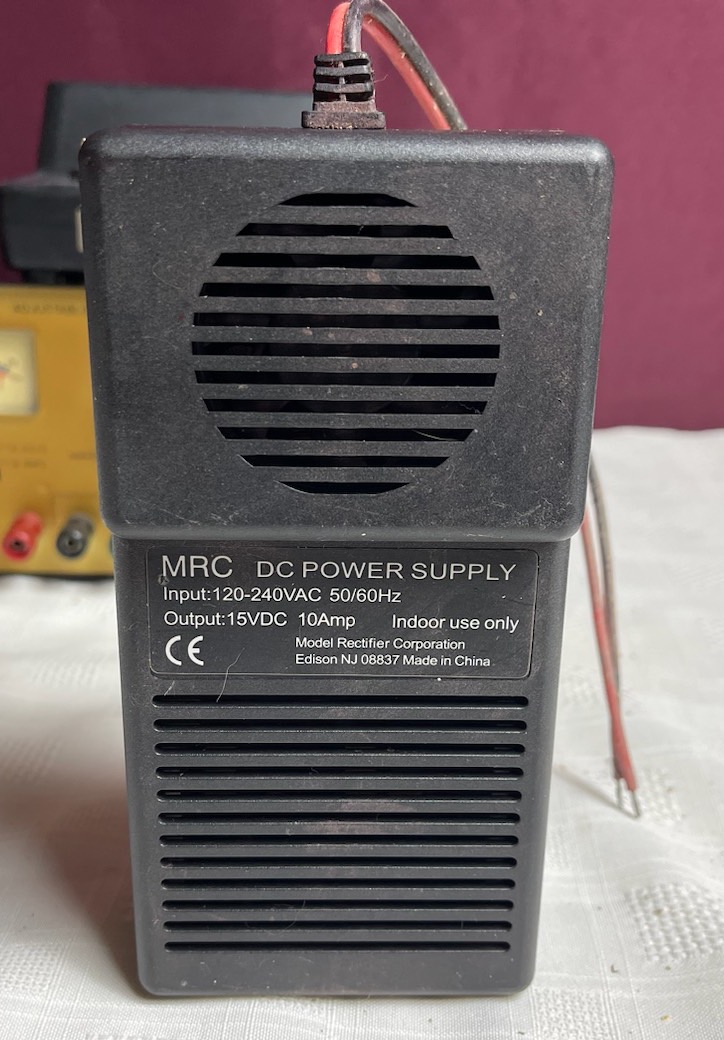 MRC DC POWER SUPPLY
Input:120-240VAC 50/60Hz
Output:15VDC 10Amp Indoor use only
CE
Model Rectifier Corporation
Edison NJ 08837 Made in China